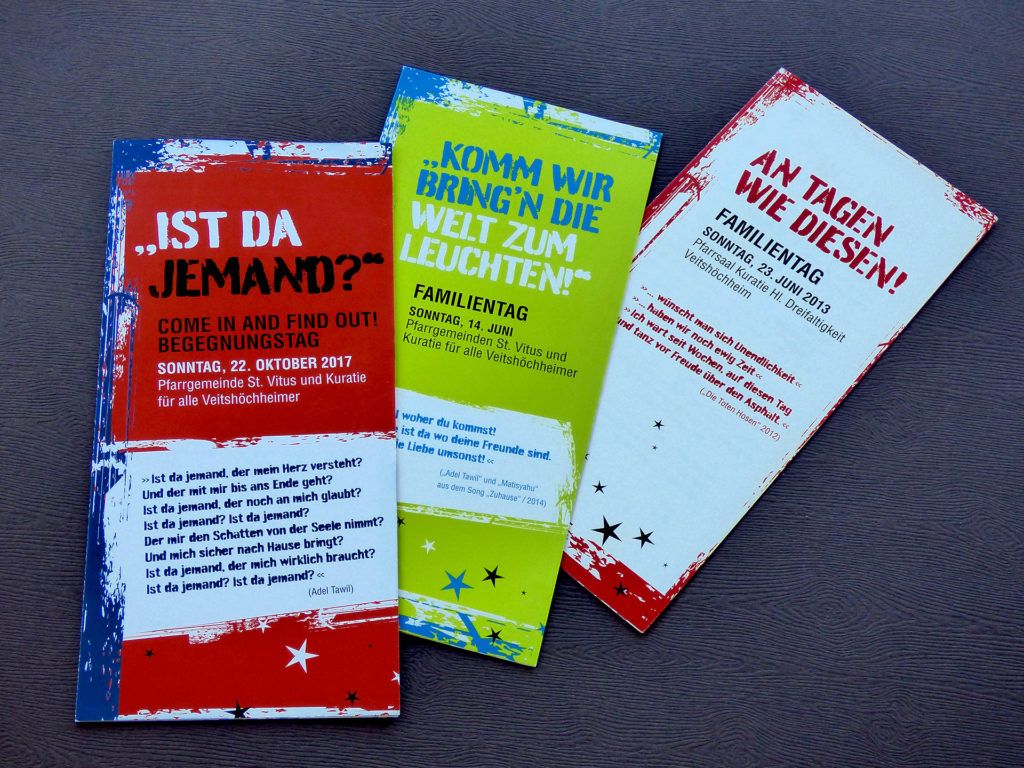 „IST DA
JEMAND?“
COME IN AND FIND OUT!
BEGEGNUNGSTAG
SONNTAG, 22. OKTOBER 2017
Pfarrgemeinde St. Vitus und Kuratie
für alle Veitshöchheimer
»Ist da jemand, der mein Herz versteht?
Und der mit mir bis ans Ende geht?
Ist da jemand, der noch an mich glaubt?
Ist da jemand? Ist da jemand?
Der mir den Schatten von der Seele nimmt?
Und mich sicher nach Hause bringt?
Ist da jemand, der mich wirklich braucht?
Ist da jemand? Ist da jemand?«
(Adel Tawil)
„KOMM WIR
BRING'N DIE
WELT ZUM
LEUCHTEN!“
FAMILIENTAG
SONNTAG, 14. JUNI
Pfarrgemeinden St. Vitus und
Kuratie für alle Veitshöchheimer
woher du kommst!
ist da wo deine Freunde sind.
Liebe umsonst! «
(„Adel Tawil“ und „Matisyahu“
aus dem Song „Zuhause“ / 2014)
AN TAGEN
WIE DIESEN!
FAMILIENTAG
SONNTAG, 23. JUNI 2013
Pfarrsaal Kuratie Hl. Dreifaltigkeit
Veitshöchheim
»... wünscht man sich Unendlichkeit«
»... haben wir noch ewig Zeit«
»Ich wart seit Wochen, auf diesen Tag
und tanz vor Freude über den Asphalt.«
(„Die Toten Hosen“ 2012)